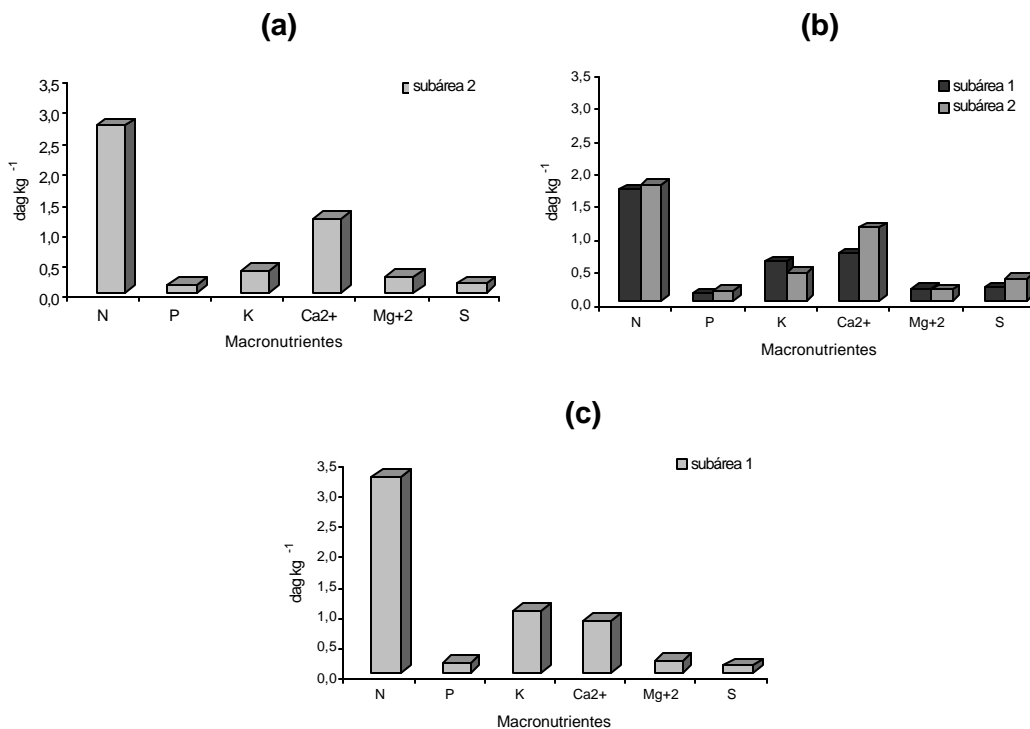 (a)
subárea 2
3,5
3,0
2,5
2,0
1,5
1,0
0,5
0,0
dag kg -1
N P K Ca2+ Mg+2 S
Macronutrientes
(b)
subárea 1
subárea 2
3,5
3,0
2,5
2,0
1,5
1,0
0,5
0,0
dag kg -1
N P K Ca2+ Mg+2 S
Macronutrientes
(c)
subárea 1
3,5
3,0
2,5
2,0
1,5
1,0
0,5
0,0
dag kg -1
N P K Ca2+ Mg+2 S
Macronutrientes